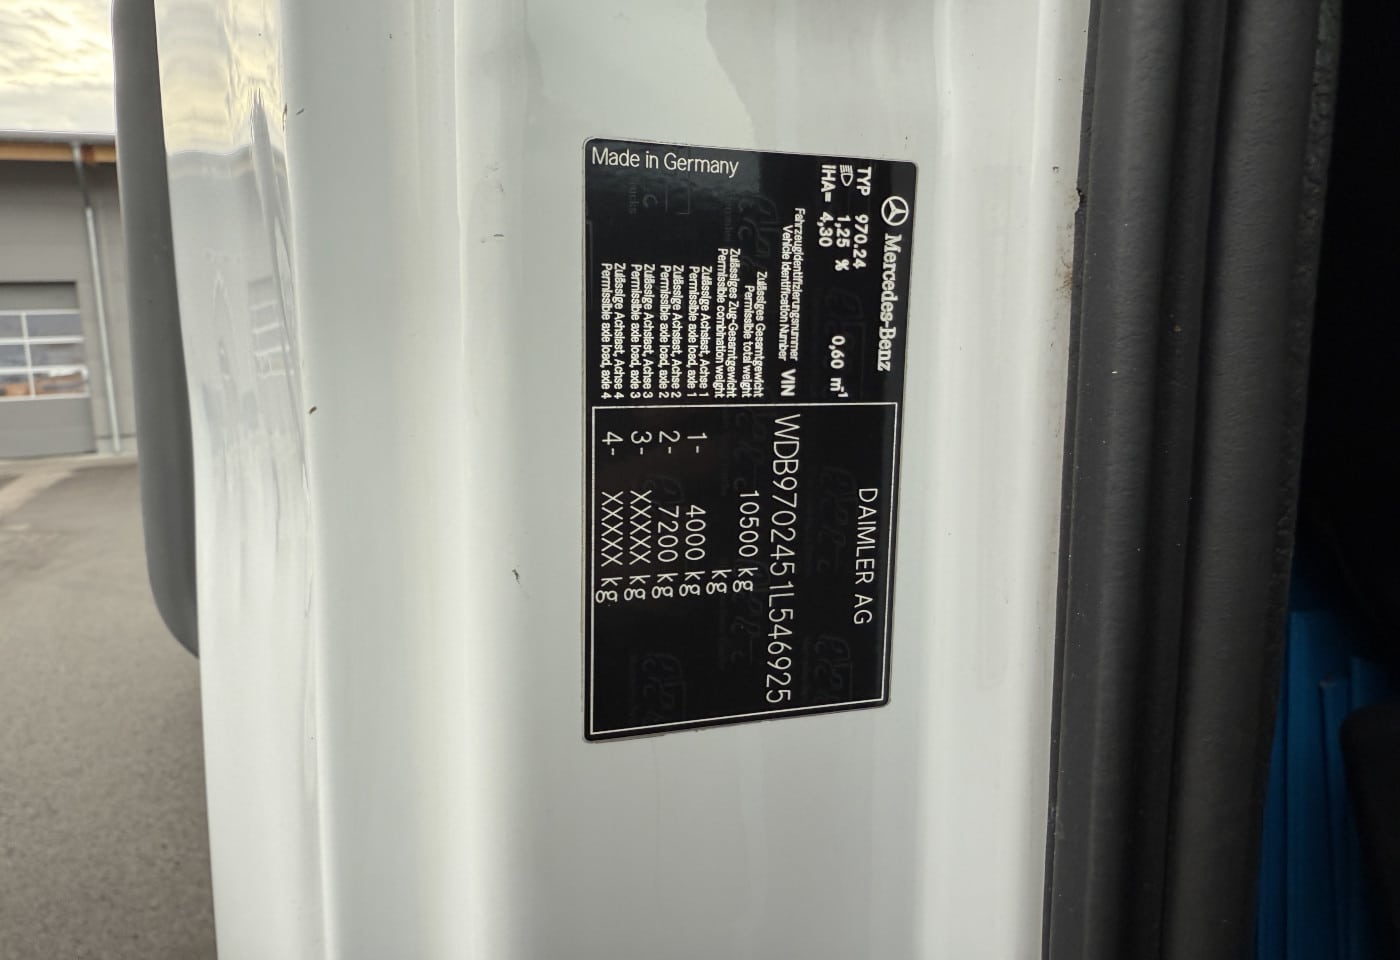 Mercedes-Benz
TYP 970.24
1,25 % 0,60 m¹
IHA= 4,30
DAIMLER AG
Fahrzeugidentifizierungsnummer
Vehicle Identification Number VIN WDB9702451L546925
Zulässiges Gesamtgewicht
Permissible total weight 10500 kg
Zulässiges Zug-Gesamtgewicht
Permissible combination weight kg
Zulässige Achslast, Achse 1
Permissible axle load, axle 1 1- 4000 kg
Zulässige Achslast, Achse 2
Permissible axle load, axle 2 2- 7200 kg
Zulässige Achslast, Achse 3
Permissible axle load, axle 3 3- XXXXX kg
Zulässige Achslast, Achse 4
Permissible axle load, axle 4 4- XXXXX kg
Made in Germany